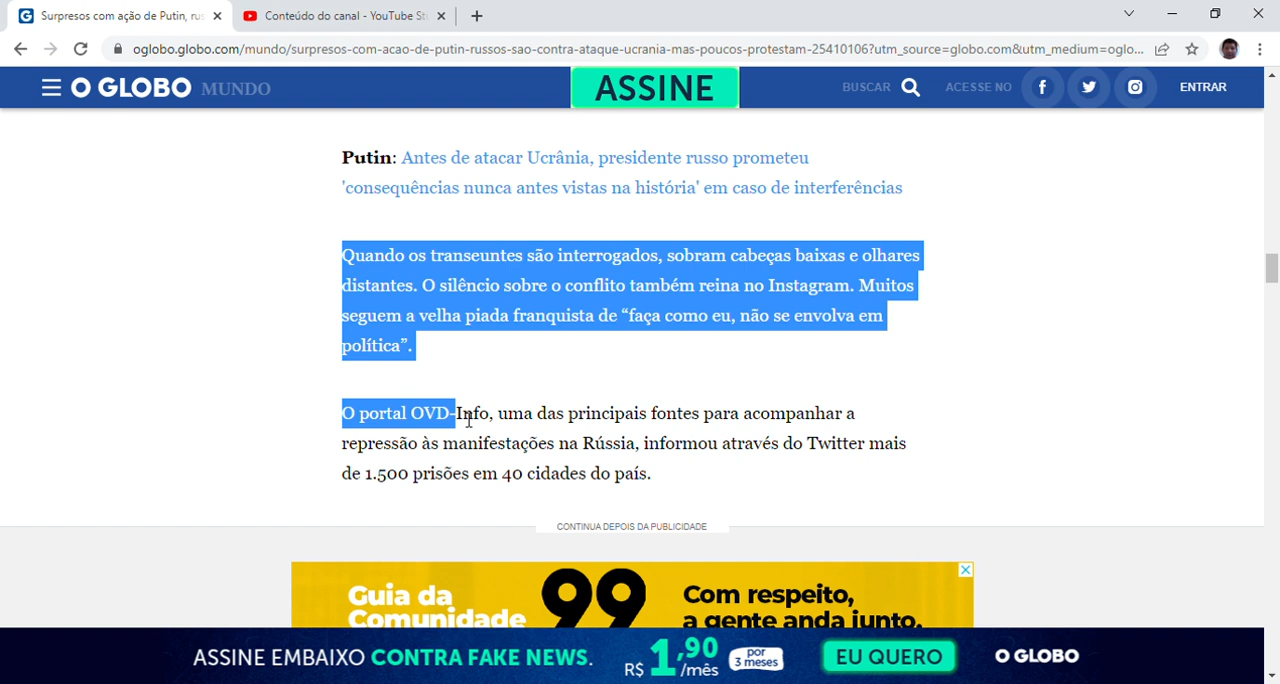 Surpresos com ação de Putin, rus
Conteúdo do canal - YouTube St
oglobo.globo.com/mundo/surpresos-com-acao-de-putin-russos-sao-contra-ataque-ucrania-mas-poucos-protestam-25410106?utm_source=globo.com&utm_medium=oglo...
O GLOBO MUNDO ASSINE BUSCAR ACESSE NO ENTRAR
Putin: Antes de atacar Ucrânia, presidente russo prometeu
'consequências nunca antes vistas na história' em caso de interferências
Quando os transeuntes são interrogados, sobram cabeças baixas e olhares
distantes. O silêncio sobre o conflito também reina no Instagram. Muitos
seguem a velha piada franquista de “faça como eu, não se envolva em
política”.
O portal OVD-Info, uma das principais fontes para acompanhar a
repressão às manifestações na Rússia, informou através do Twitter mais
de 1.500 prisões em 40 cidades do país.
CONTINUA DEPOIS DA PUBLICIDADE
Guia da
Comunidade
99
Com respeito,
a gente anda junto.
ASSINE EMBAIXO CONTRA FAKE NEWS. R$ 1,90 /mês por 3 meses EU QUERO O GLOBO